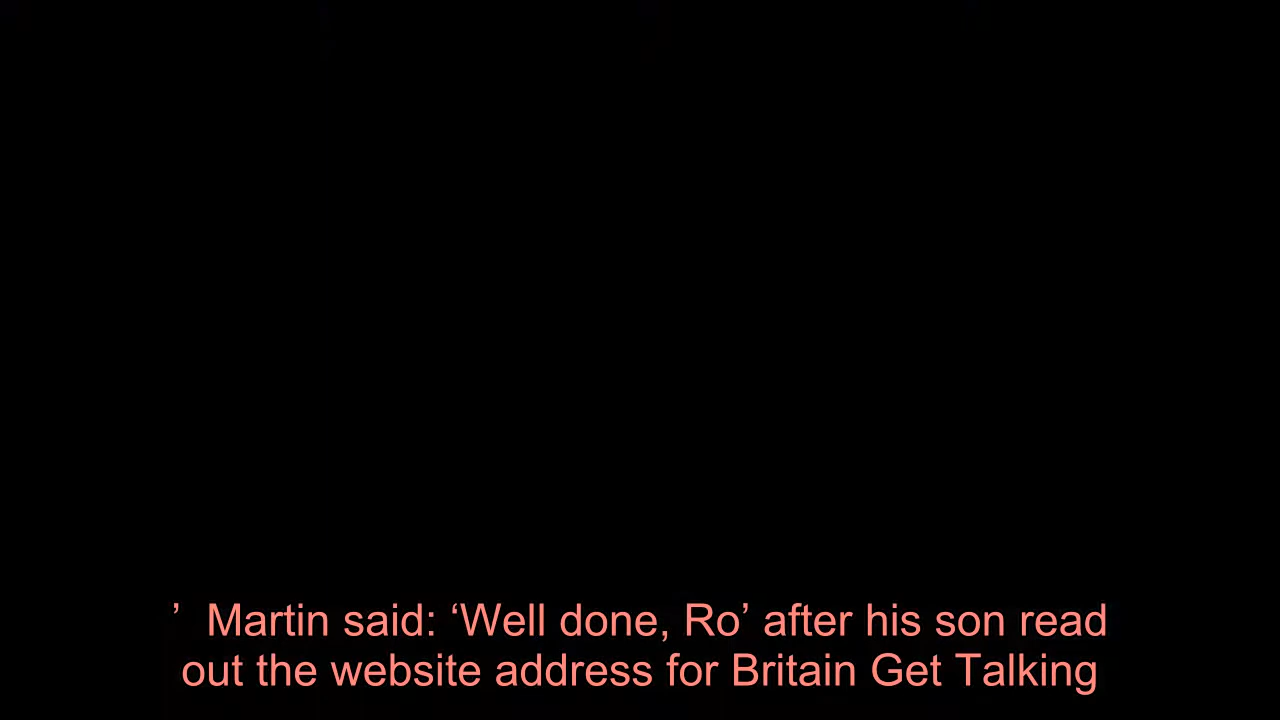 ’  Martin said: ‘Well done, Ro’ after his son read
out the website address for Britain Get Talking